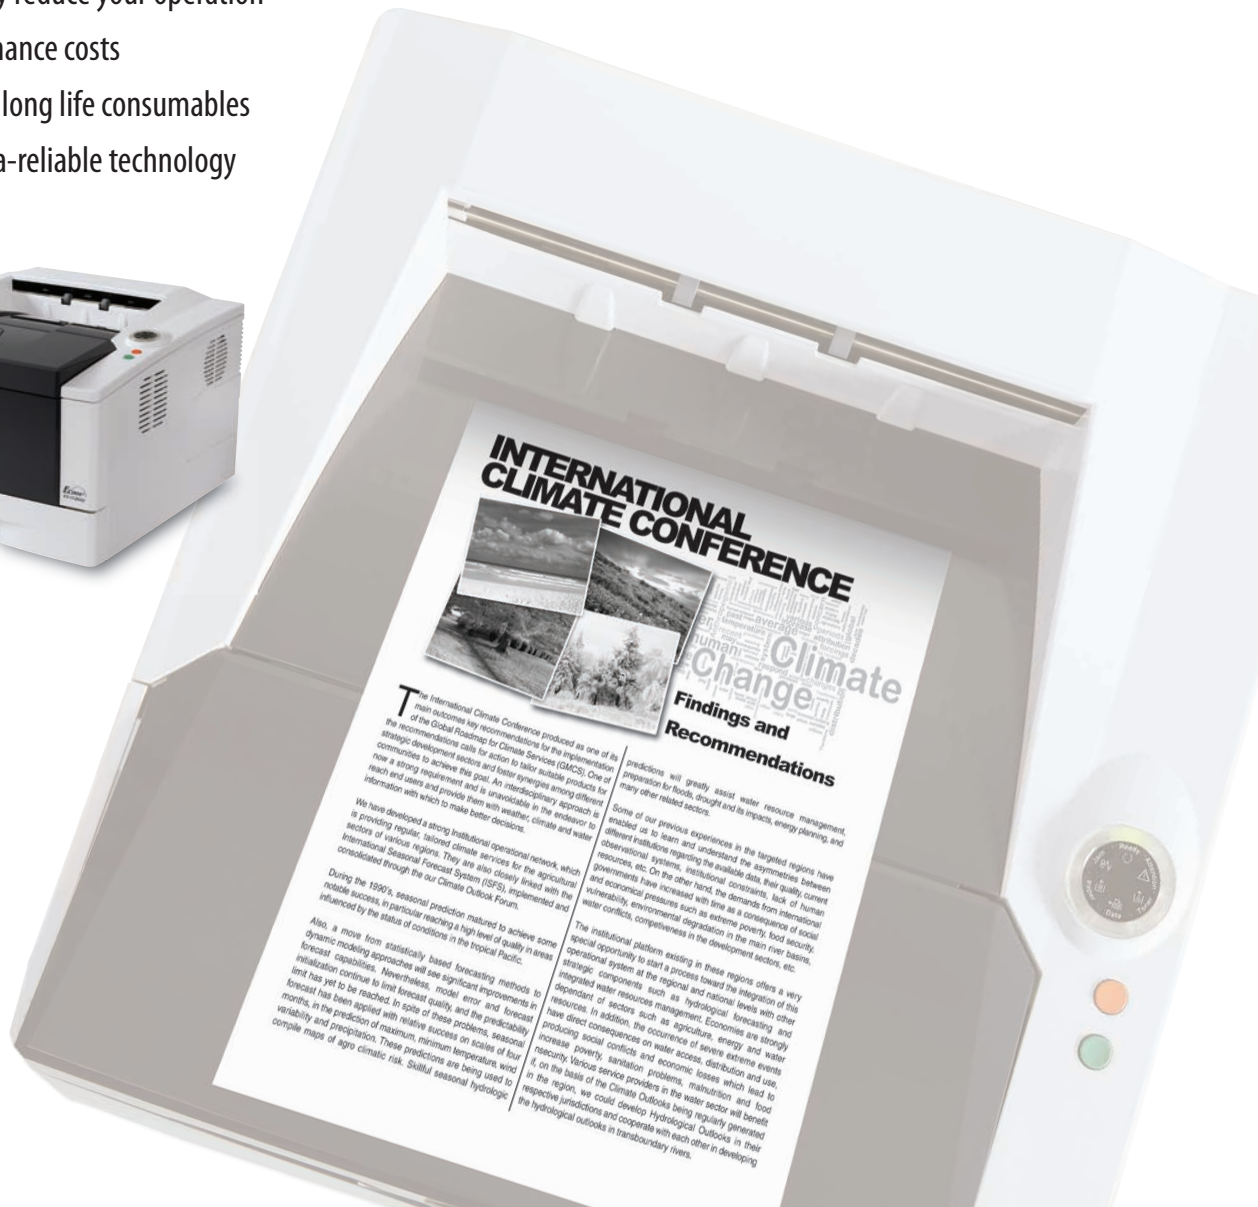 y reduce your operation
nance costs
long life consumables
a-reliable technology
INTERNATIONAL
CLIMATE CONFERENCE
average
temperature
attribution
human
Climate
Change
Findings and
Recommendations
The International Climate Conference produced as one of its
main outcomes key recommendations for the implementation
of the Global Roadmap for Climate Services (GMCS). One of
the recommendations calls for action to tailor suitable products for
strategic development sectors and foster synergies among different
communities to achieve this goal. An interdisciplinary approach is
now a strong requirement and is unavoidable in the endeavor to
reach end users and provide them with weather, climate and water
information with which to make better decisions.
We have developed a strong Institutional operational network, which
is providing regular, tailored climate services for the agricultural
sectors of various regions. They are also closely linked with the
International Seasonal Forecast System (ISFS), implemented and
consolidated through the our Climate Outlook Forum.
During the 1990's, seasonal prediction matured to achieve some
notable success, in particular reaching a high level of quality in areas
influenced by the status of conditions in the tropical Pacific.
Also, a move from statistically based forecasting methods to
dynamic modeling approaches will see significant improvements in
forecast capabilities. Nevertheless, model error and forecast
initialization continue to limit forecast quality, and the predictability
limit has yet to be reached. In spite of these problems, seasonal
forecast has been applied with relative success on scales of four
months, in the prediction of maximum, minimum temperature, wind
variability and precipitation. These predictions are being used to
compile maps of agro climatic risk. Skillful seasonal hydrologic
predictions will greatly assist water resource management,
preparation for floods, drought and its impacts, energy planning, and
many other related sectors.
Some of our previous experiences in the targeted regions have
enabled us to learn and understand the asymmetries between
different institutions regarding the available data, their quality, current
observational systems, institutional constraints, lack of human
resources, etc. On the other hand, the demands from international
governments have increased with time as a consequence of social
and economical pressures such as extreme poverty, food security,
vulnerability, environmental degradation in the main river basins,
water conflicts, competiveness in the development sectors, etc.
The institutional platform existing in these regions offers a very
special opportunity to start a process toward the integration of this
operational system at the regional and national levels with other
strategic components such as hydrological forecasting and
integrated water resources management. Economies are strongly
dependant of sectors such as agriculture, energy and water
resources. In addition, the occurrence of severe extreme events
have direct consequences on water access, distribution and use,
producing social conflicts and economic losses which lead to
increase poverty, sanitation problems, malnutrition and food
nsecurity. Various service providers in the water sector will benefit
if, on the basis of the Climate Outlooks being regularly generated
in the region, we could develop Hydrological Outlooks in their
respective jurisdictions and cooperate with each other in developing
the hydrological outlooks in transboundary rivers.
Ready
Attention
Data